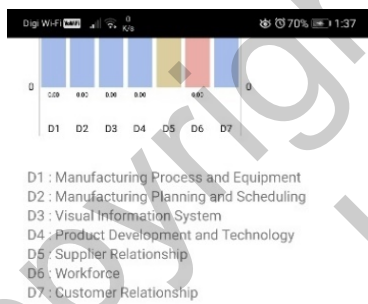 Digi Wi-Fi VoWiFi 0 K/s 70% 1:37
0 0.00 0.00 0.00 0.00 0.00 0
D1 D2 D3 D4 D5 D6 D7
D1 : Manufacturing Process and Equipment
D2 : Manufacturing Planning and Scheduling
D3 : Visual Information System
D4 : Product Development and Technology
D5 : Supplier Relationship
D6 : Workforce
D7 : Customer Relationship